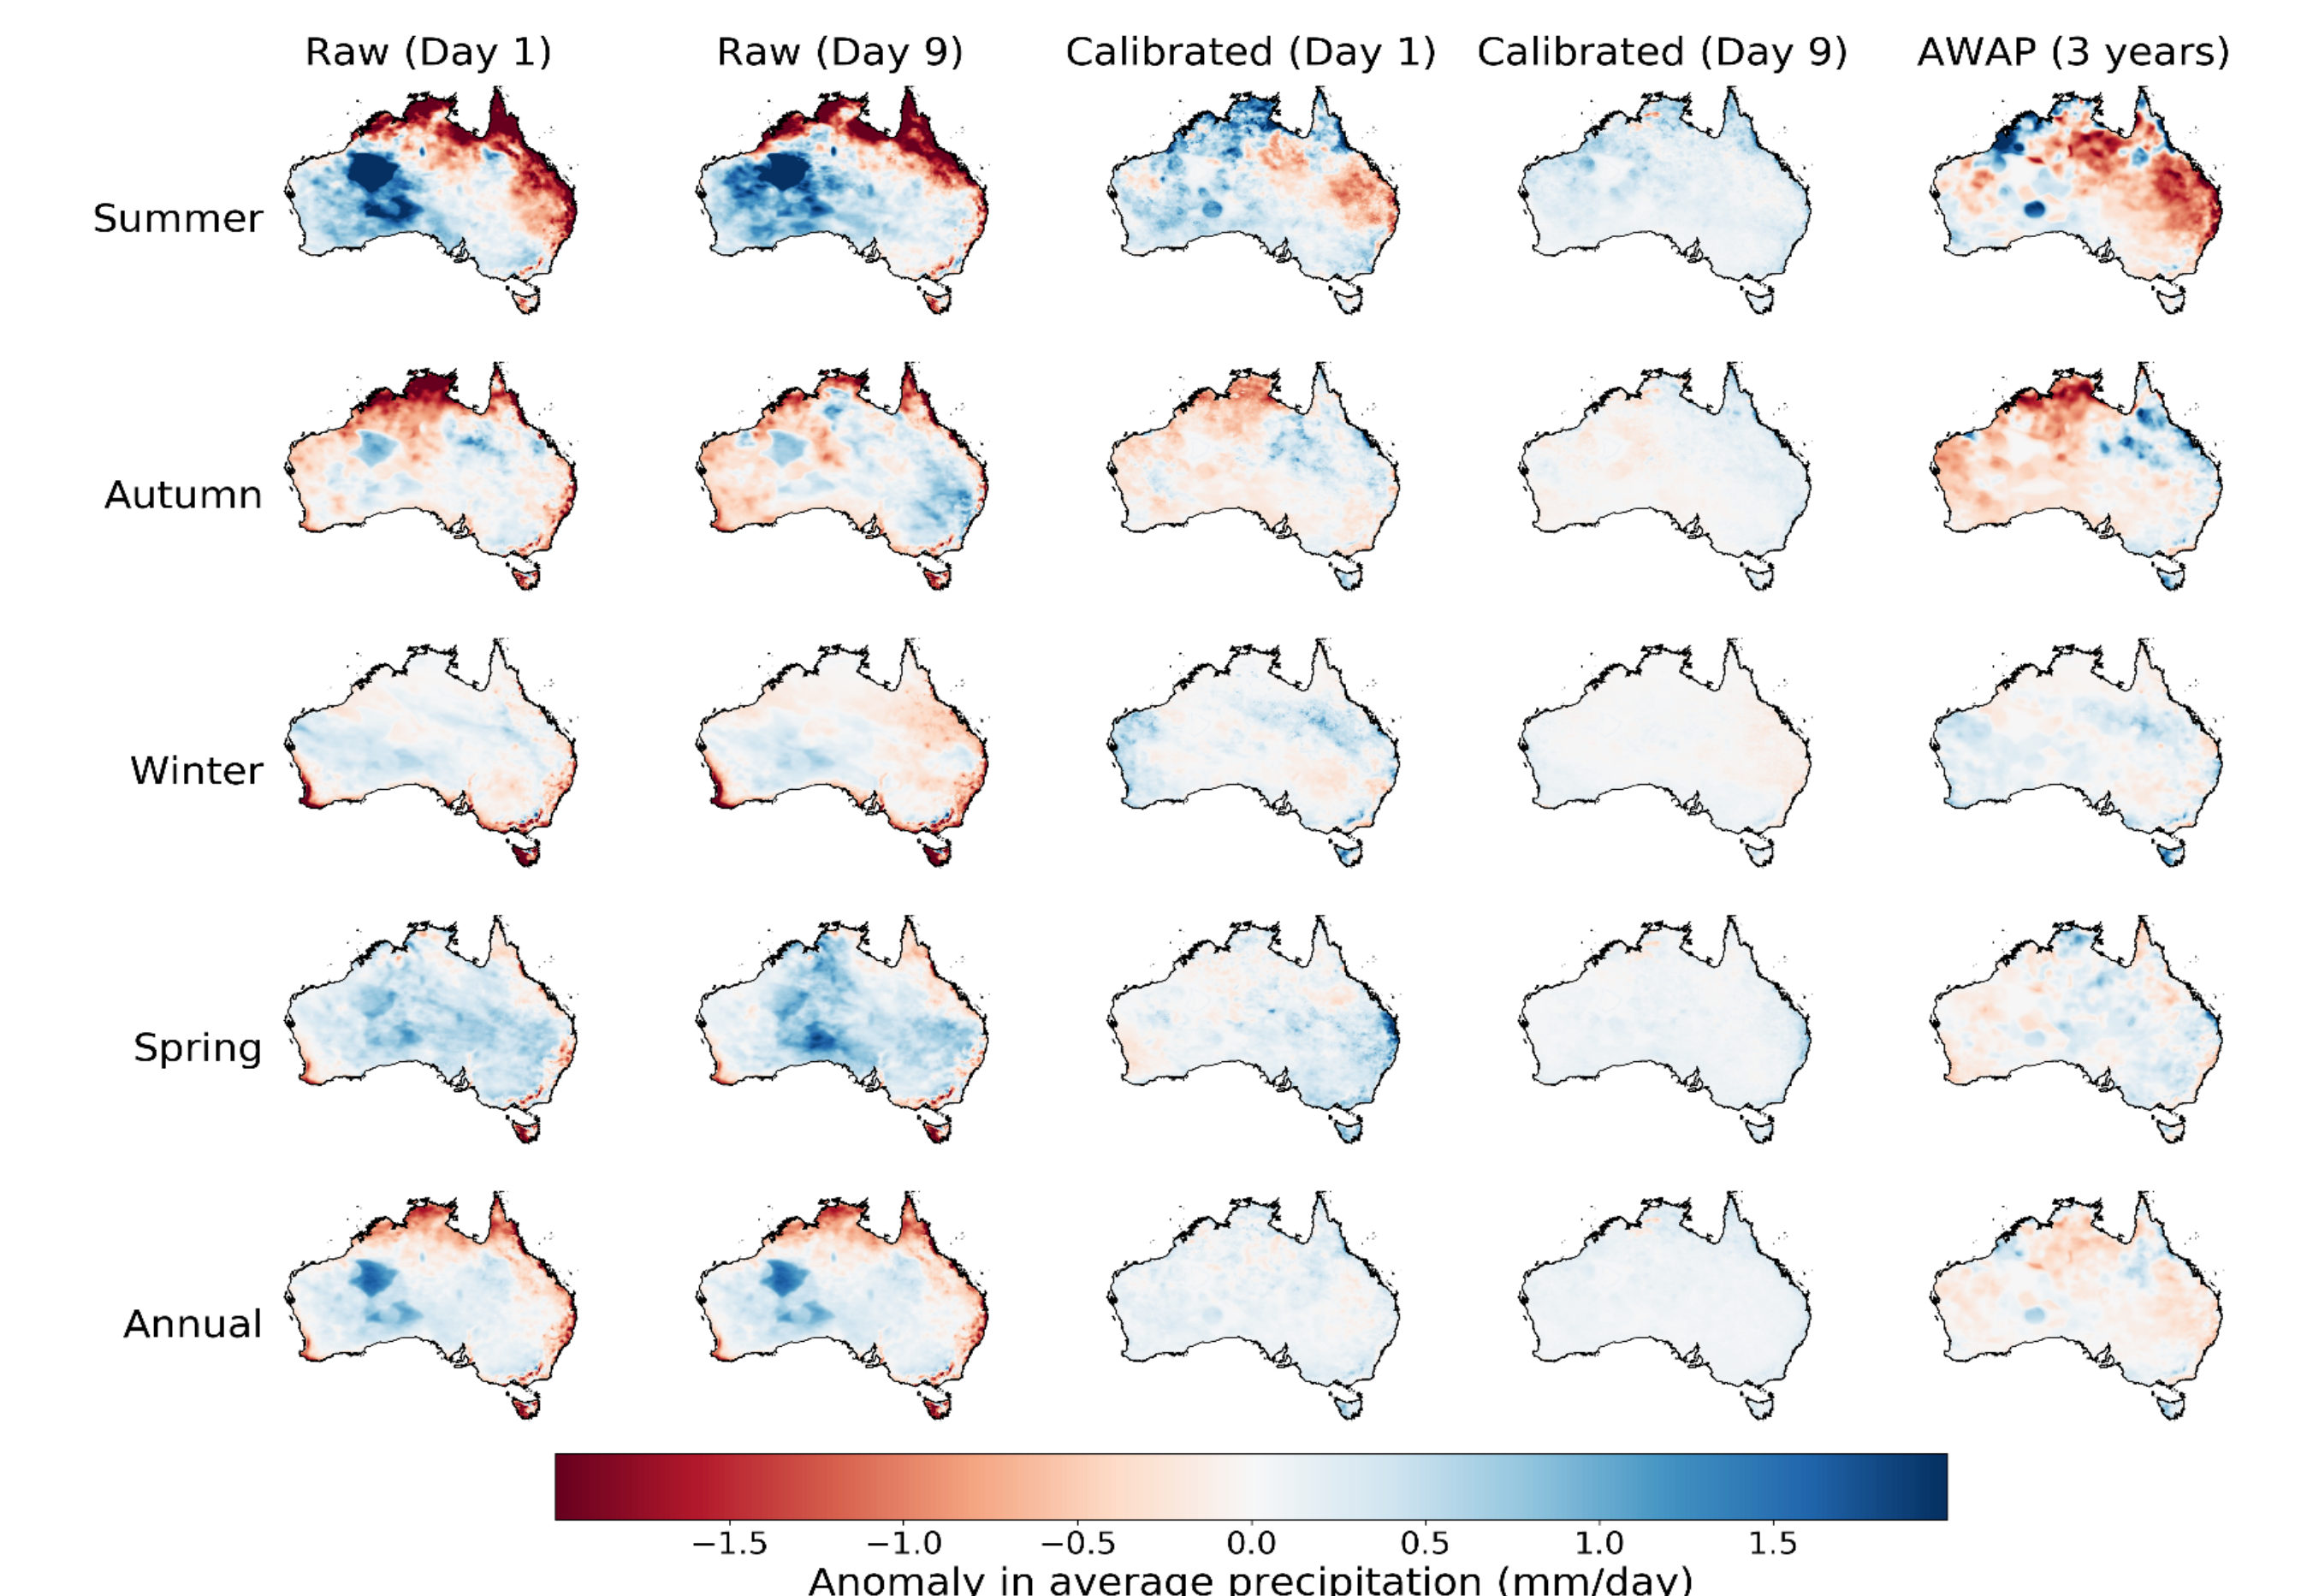 Raw (Day 1) Raw (Day 9) Calibrated (Day 1) Calibrated (Day 9) AWAP (3 years)
Summer
Autumn
Winter
Spring
Annual
−1.5 −1.0 −0.5 0.0 0.5 1.0 1.5
Anomaly in average precipitation (mm/day)